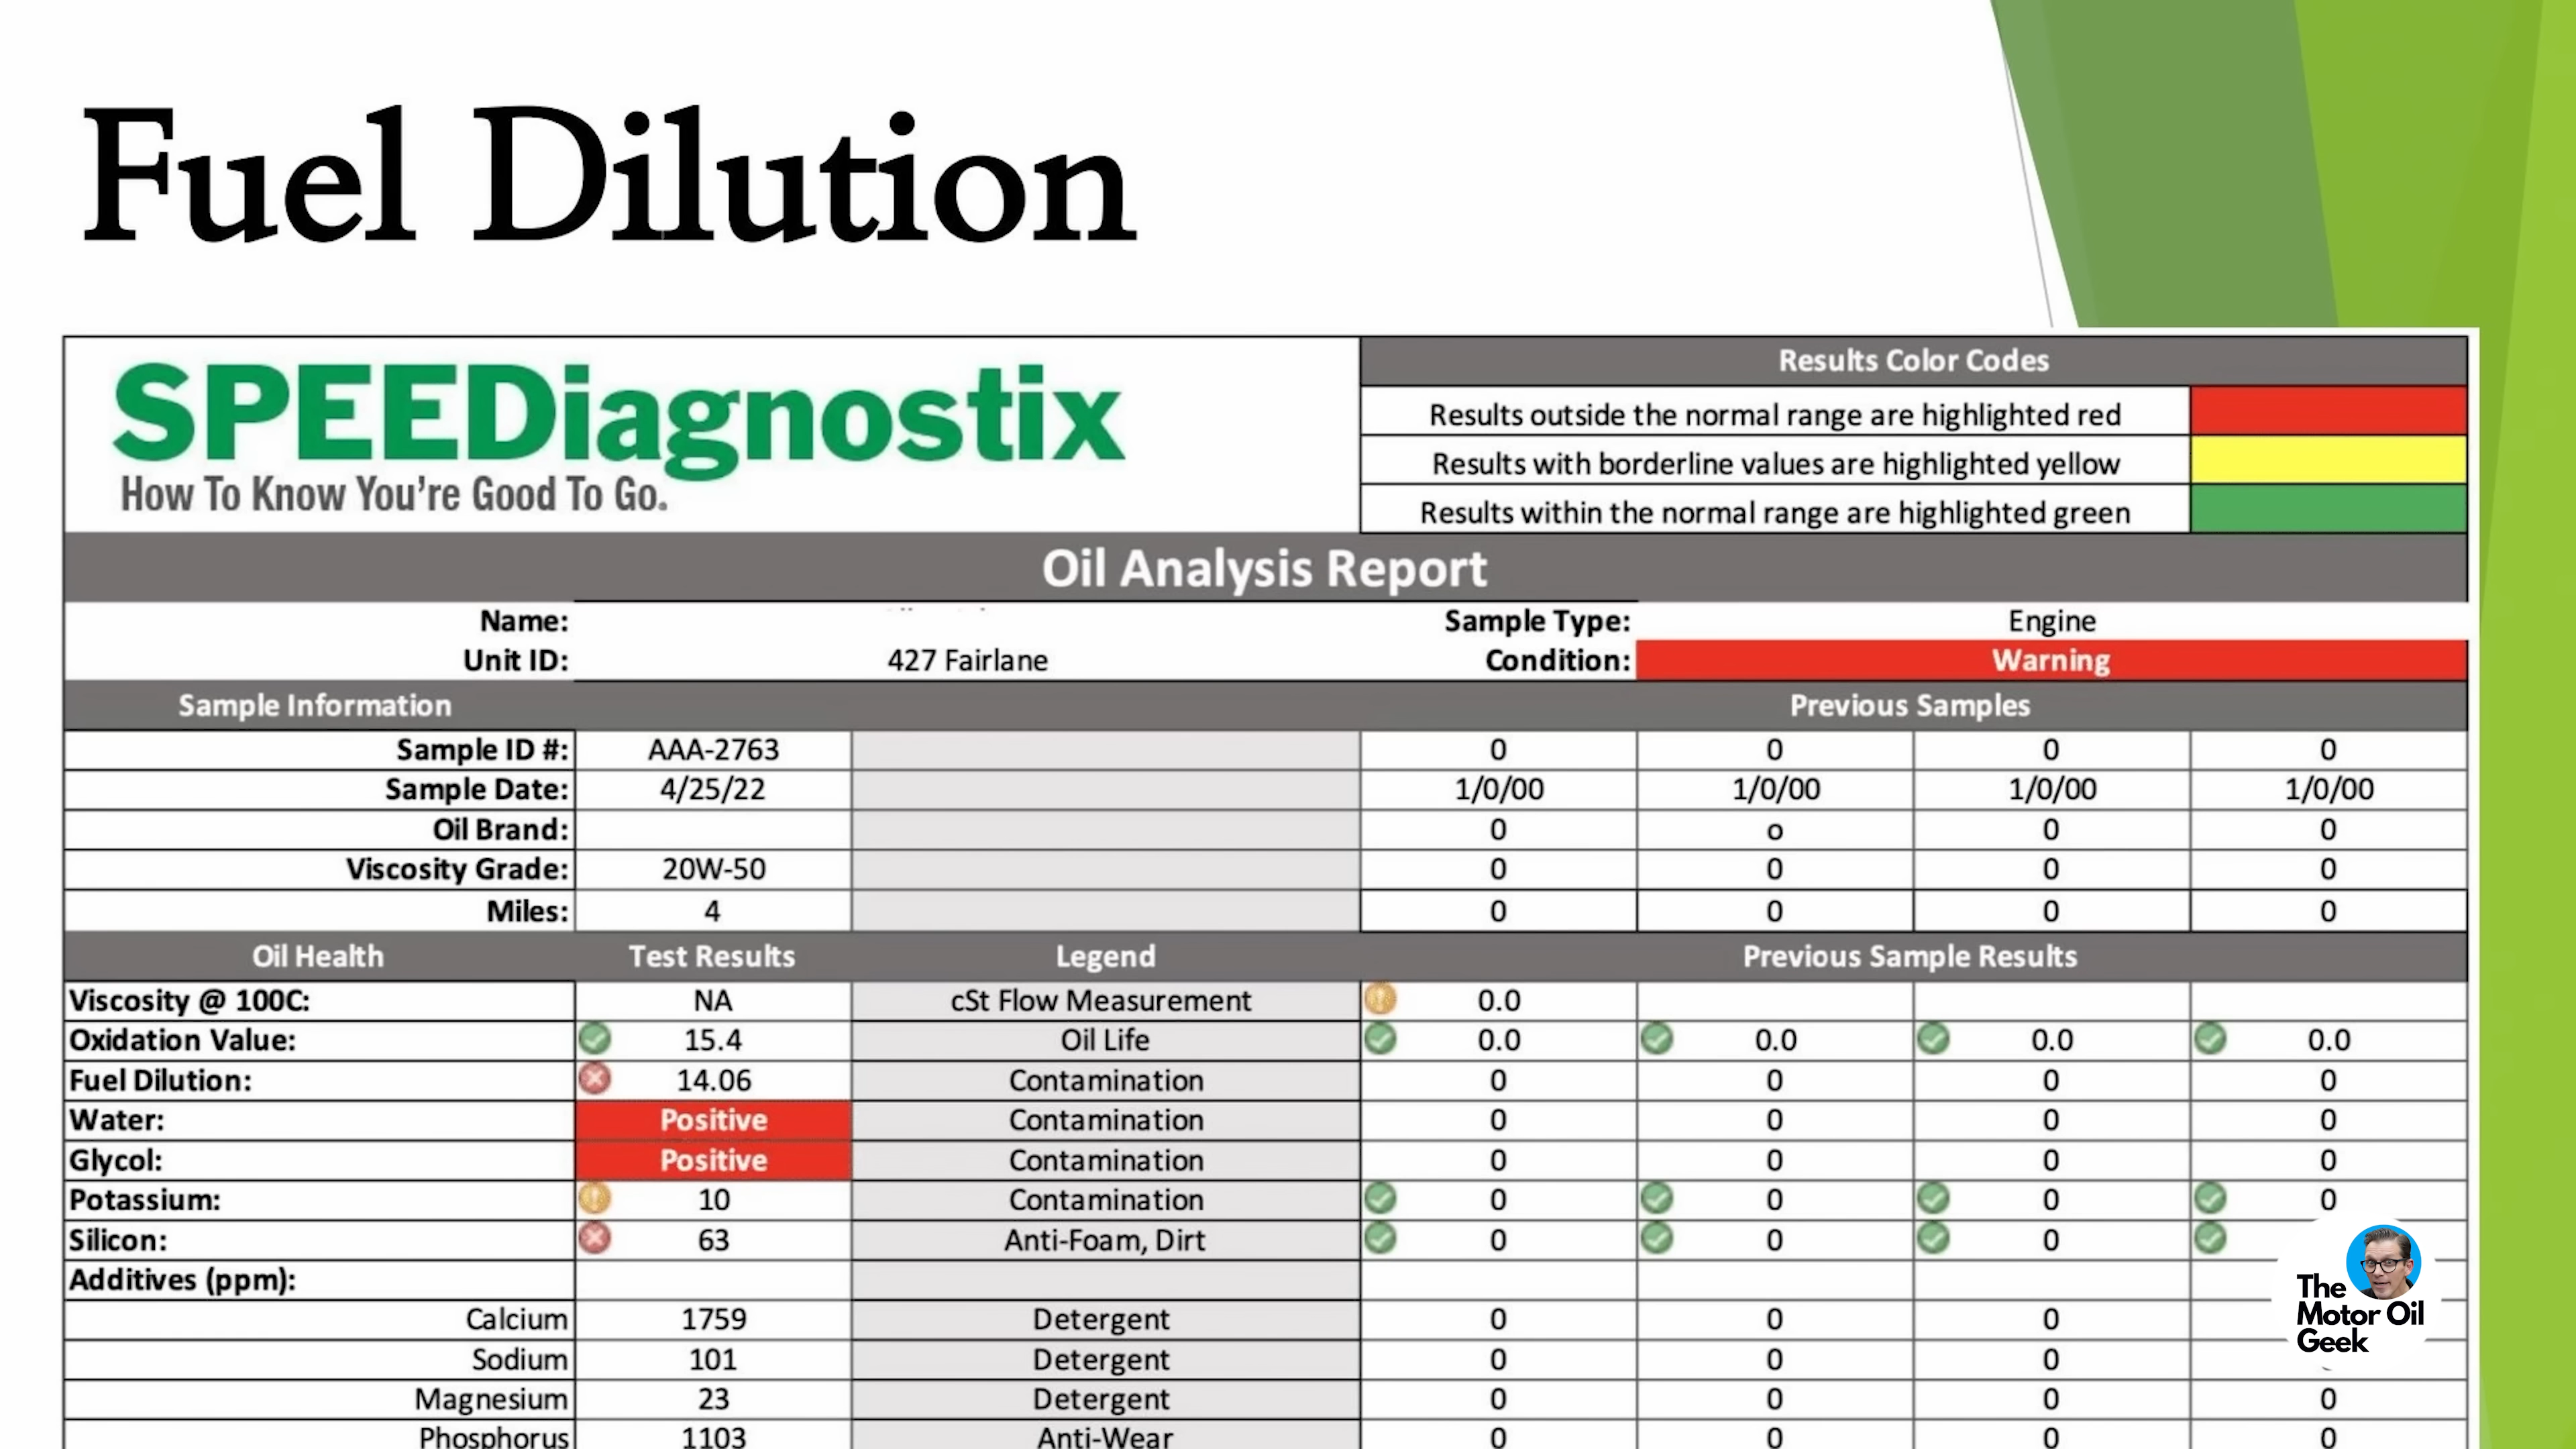 Fuel Dilution
SPEEDiagnostix
How To Know You're Good To Go.
Results Color Codes
Results outside the normal range are highlighted red
Results with borderline values are highlighted yellow
Results within the normal range are highlighted green
Oil Analysis Report
Name: Sample Type: Engine
Unit ID: 427 Fairlane Condition: Warning
Sample Information Previous Samples
Sample ID #: AAA-2763 0 0 0 0
Sample Date: 4/25/22 1/0/00 1/0/00 1/0/00 1/0/00
Oil Brand: 0 o 0 0
Viscosity Grade: 20W-50 0 0 0 0
Miles: 4 0 0 0 0
Oil Health Test Results Legend Previous Sample Results
Viscosity @ 100C: NA cSt Flow Measurement 0.0
Oxidation Value: 15.4 Oil Life 0.0 0.0 0.0 0.0
Fuel Dilution: 14.06 Contamination 0 0 0 0
Water: Positive Contamination 0 0 0 0
Glycol: Positive Contamination 0 0 0 0
Potassium: 10 Contamination 0 0 0 0
Silicon: 63 Anti-Foam, Dirt 0 0 0
Additives (ppm):
Calcium 1759 Detergent 0 0 0
Sodium 101 Detergent 0 0 0
Magnesium 23 Detergent 0 0 0 0
Phosphorus 1103 Anti-Wear 0 0 0 0
The
Motor Oil
Geek